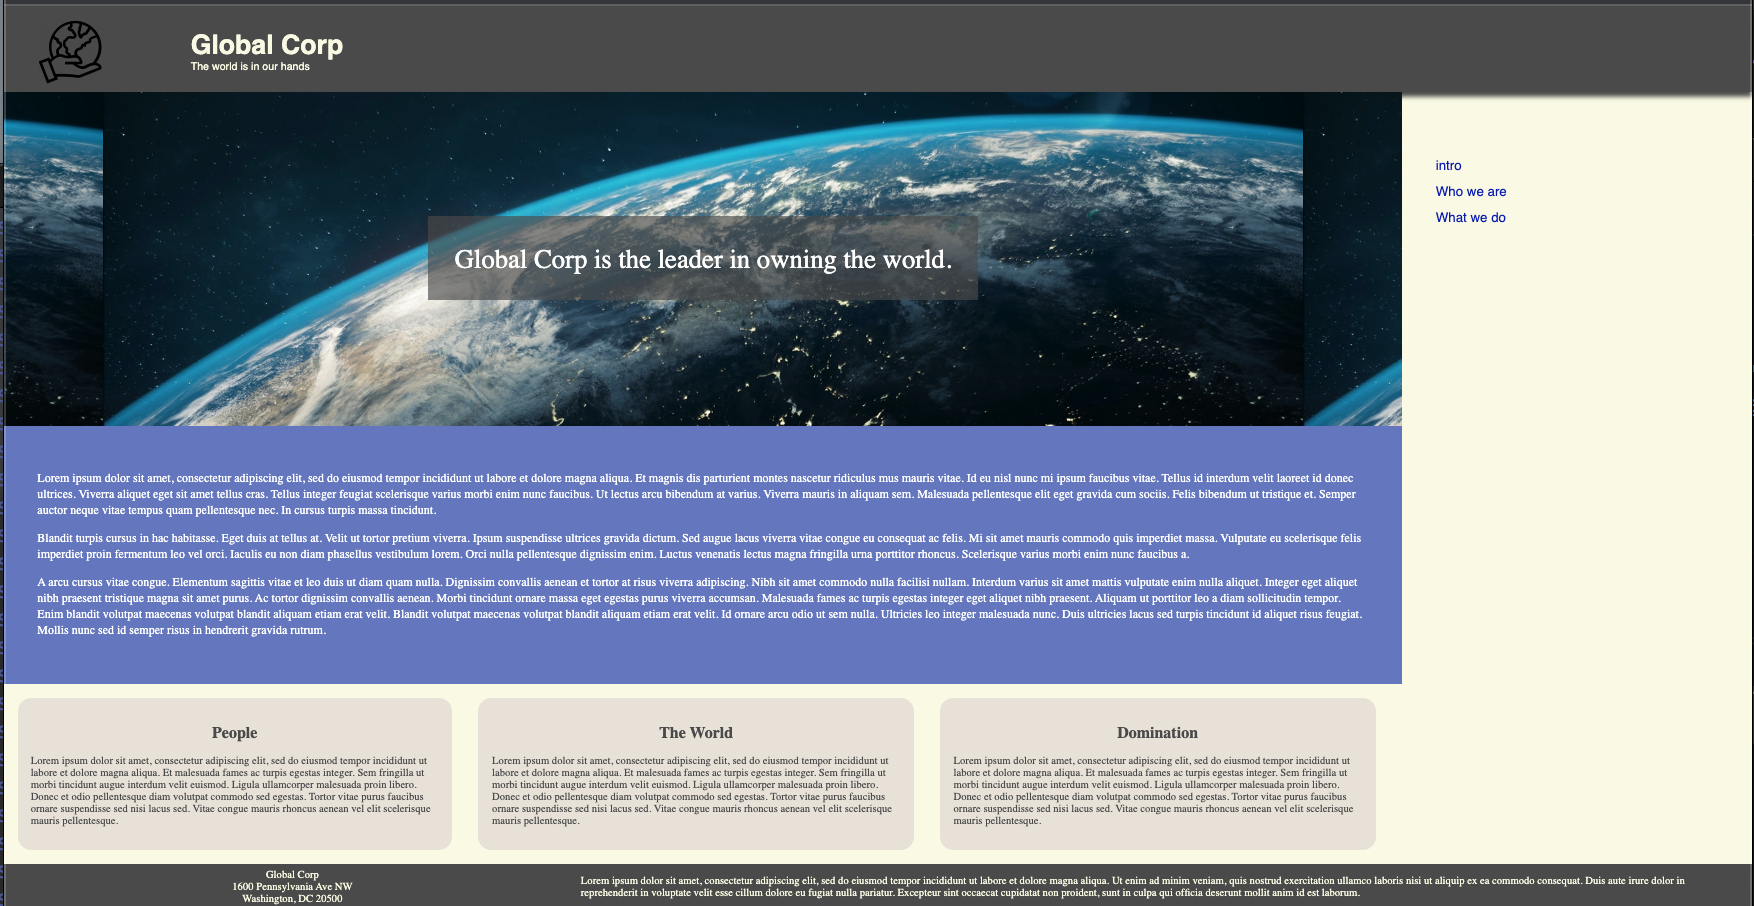 Global Corp
The world is in our hands
intro
Who we are
What we do
Global Corp is the leader in owning the world.
Lorem ipsum dolor sit amet, consectetur adipiscing elit, sed do eiusmod tempor incididunt ut labore et dolore magna aliqua. Et magnis dis parturient montes nascetur ridiculus mus mauris vitae. Id eu nisl nunc mi ipsum faucibus vitae. Tellus id interdum velit laoreet id donec
ultrices. Viverra aliquet eget sit amet tellus cras. Tellus integer feugiat scelerisque varius morbi enim nunc faucibus. Ut lectus arcu bibendum at varius. Viverra mauris in aliquam sem. Malesuada pellentesque elit eget gravida cum sociis. Felis bibendum ut tristique et. Semper
auctor neque vitae tempus quam pellentesque nec. In cursus turpis massa tincidunt.
Blandit turpis cursus in hac habitasse. Eget duis at tellus at. Velit ut tortor pretium viverra. Ipsum suspendisse ultrices gravida dictum. Sed augue lacus viverra vitae congue eu consequat ac felis. Mi sit amet mauris commodo quis imperdiet massa. Vulputate eu scelerisque felis
imperdiet proin fermentum leo vel orci. Iaculis eu non diam phasellus vestibulum lorem. Orci nulla pellentesque dignissim enim. Luctus venenatis lectus magna fringilla urna porttitor rhoncus. Scelerisque varius morbi enim nunc faucibus a.
A arcu cursus vitae congue. Elementum sagittis vitae et leo duis ut diam quam nulla. Dignissim convallis aenean et tortor at risus viverra adipiscing. Nibh sit amet commodo nulla facilisi nullam. Interdum varius sit amet mattis vulputate enim nulla aliquet. Integer eget aliquet
nibh praesent tristique magna sit amet purus. Ac tortor dignissim convallis aenean. Morbi tincidunt ornare massa eget egestas purus viverra accumsan. Malesuada fames ac turpis egestas integer eget aliquet nibh praesent. Aliquam ut porttitor leo a diam sollicitudin tempor.
Enim blandit volutpat maecenas volutpat blandit aliquam etiam erat velit. Blandit volutpat maecenas volutpat blandit aliquam etiam erat velit. Id ornare arcu odio ut sem nulla. Ultricies leo integer malesuada nunc. Duis ultricies lacus sed turpis tincidunt id aliquet risus feugiat.
Mollis nunc sed id semper risus in hendrerit gravida rutrum.
People
Lorem ipsum dolor sit amet, consectetur adipiscing elit, sed do eiusmod tempor incididunt ut
labore et dolore magna aliqua. Et malesuada fames ac turpis egestas integer. Sem fringilla ut
morbi tincidunt augue interdum velit euismod. Ligula ullamcorper malesuada proin libero.
Donec et odio pellentesque diam volutpat commodo sed egestas. Tortor vitae purus faucibus
ornare suspendisse sed nisi lacus sed. Vitae congue mauris rhoncus aenean vel elit scelerisque
mauris pellentesque.
The World
Lorem ipsum dolor sit amet, consectetur adipiscing elit, sed do eiusmod tempor incididunt ut
labore et dolore magna aliqua. Et malesuada fames ac turpis egestas integer. Sem fringilla ut
morbi tincidunt augue interdum velit euismod. Ligula ullamcorper malesuada proin libero.
Donec et odio pellentesque diam volutpat commodo sed egestas. Tortor vitae purus faucibus
ornare suspendisse sed nisi lacus sed. Vitae congue mauris rhoncus aenean vel elit scelerisque
mauris pellentesque.
Domination
Lorem ipsum dolor sit amet, consectetur adipiscing elit, sed do eiusmod tempor incididunt ut
labore et dolore magna aliqua. Et malesuada fames ac turpis egestas integer. Sem fringilla ut
morbi tincidunt augue interdum velit euismod. Ligula ullamcorper malesuada proin libero.
Donec et odio pellentesque diam volutpat commodo sed egestas. Tortor vitae purus faucibus
ornare suspendisse sed nisi lacus sed. Vitae congue mauris rhoncus aenean vel elit scelerisque
mauris pellentesque.
Global Corp
1600 Pennsylvania Ave NW
Washington, DC 20500
Lorem ipsum dolor sit amet, consectetur adipiscing elit, sed do eiusmod tempor incididunt ut labore et dolore magna aliqua. Ut enim ad minim veniam, quis nostrud exercitation ullamco laboris nisi ut aliquip ex ea commodo consequat. Duis aute irure dolor in
reprehenderit in voluptate velit esse cillum dolore eu fugiat nulla pariatur. Excepteur sint occaecat cupidatat non proident, sunt in culpa qui officia deserunt mollit anim id est laborum.